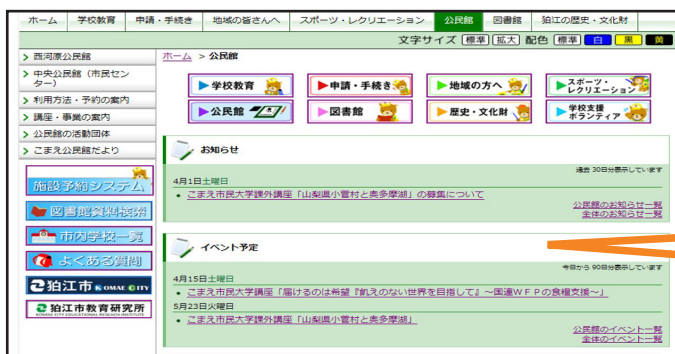 ホーム 学校教育 申請・手続き 地域の皆さんへ スポーツ・レクリエーション 公民館 図書館 狛江の歴史・文化財
文字サイズ 標準 拡大 配色 標準 白 黒 黄
西河原公民館
中央公民館（市民センター）
利用方法・予約の案内
講座・事業の案内
公民館の活動団体
こまえ公民館だより
施設予約システム
図書館資料検索
市内学校一覧
よくある質問
狛江市 KOMAE CITY
狛江市教育研究所
ホーム > 公民館
学校教育 申請・手続き 地域の方へ スポーツ・レクリエーション
公民館 図書館 歴史・文化財 学校支援ボランティア
お知らせ
過去 30日分表示しています
4月1日土曜日
こまえ市民大学課外講座「山梨県小菅村と奥多摩湖」の募集について
公民館のお知らせ一覧
全体のお知らせ一覧
イベント予定
今日から 90日分表示しています
4月15日土曜日
こまえ市民大学講座「届けるのは希望『飢えのない世界を目指して』～国連WFPの食糧支援～」
5月23日火曜日
こまえ市民大学課外講座「山梨県小菅村と奥多摩湖」
公民館のイベント一覧
全体のイベント一覧